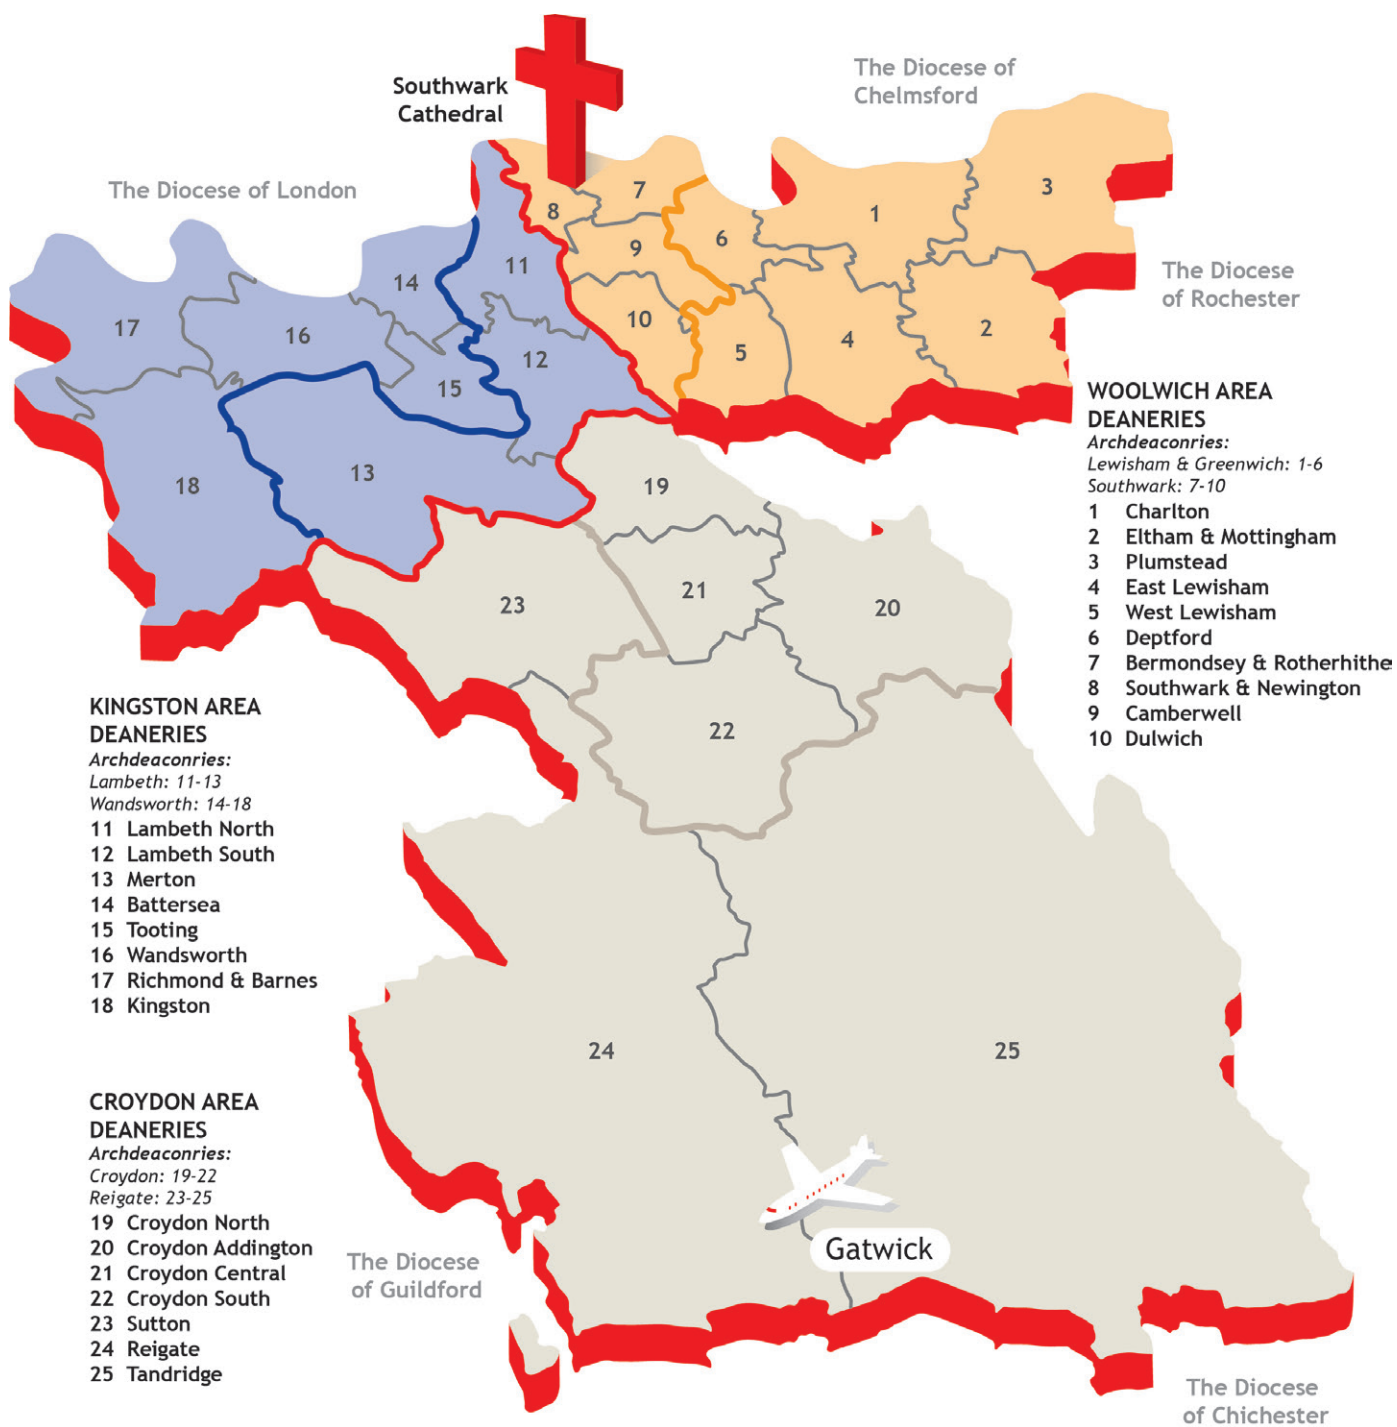 Southwark
Cathedral
The Diocese of
Chelmsford
The Diocese of London
The Diocese
of Rochester
7
3
8
1
6
9
11
14
10
17
16
2
12
5
4
15
13
18
19
21
20
23
22
24
25
WOOLWICH AREA
DEANERIES
Archdeaconries:
Lewisham & Greenwich: 1-6
Southwark: 7-10
1 Charlton
2 Eltham & Mottingham
3 Plumstead
4 East Lewisham
5 West Lewisham
6 Deptford
7 Bermondsey & Rotherhithe
8 Southwark & Newington
9 Camberwell
10 Dulwich
KINGSTON AREA
DEANERIES
Archdeaconries:
Lambeth: 11-13
Wandsworth: 14-18
11 Lambeth North
12 Lambeth South
13 Merton
14 Battersea
15 Tooting
16 Wandsworth
17 Richmond & Barnes
18 Kingston
CROYDON AREA
DEANERIES
Archdeaconries:
Croydon: 19-22
Reigate: 23-25
19 Croydon North
20 Croydon Addington
21 Croydon Central
22 Croydon South
23 Sutton
24 Reigate
25 Tandridge
Gatwick
The Diocese
of Guildford
The Diocese
of Chichester